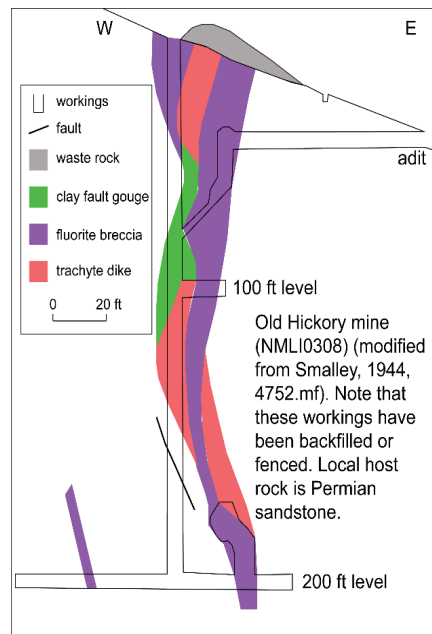 W
E
workings
fault
waste rock
clay fault gouge
fluorite breccia
trachyte dike
0 20 ft
adit
100 ft level
Old Hickory mine
(NMLI0308) (modified
from Smalley, 1944,
4752.mf). Note that
these workings have
been backfilled or
fenced. Local host
rock is Permian
sandstone.
200 ft level